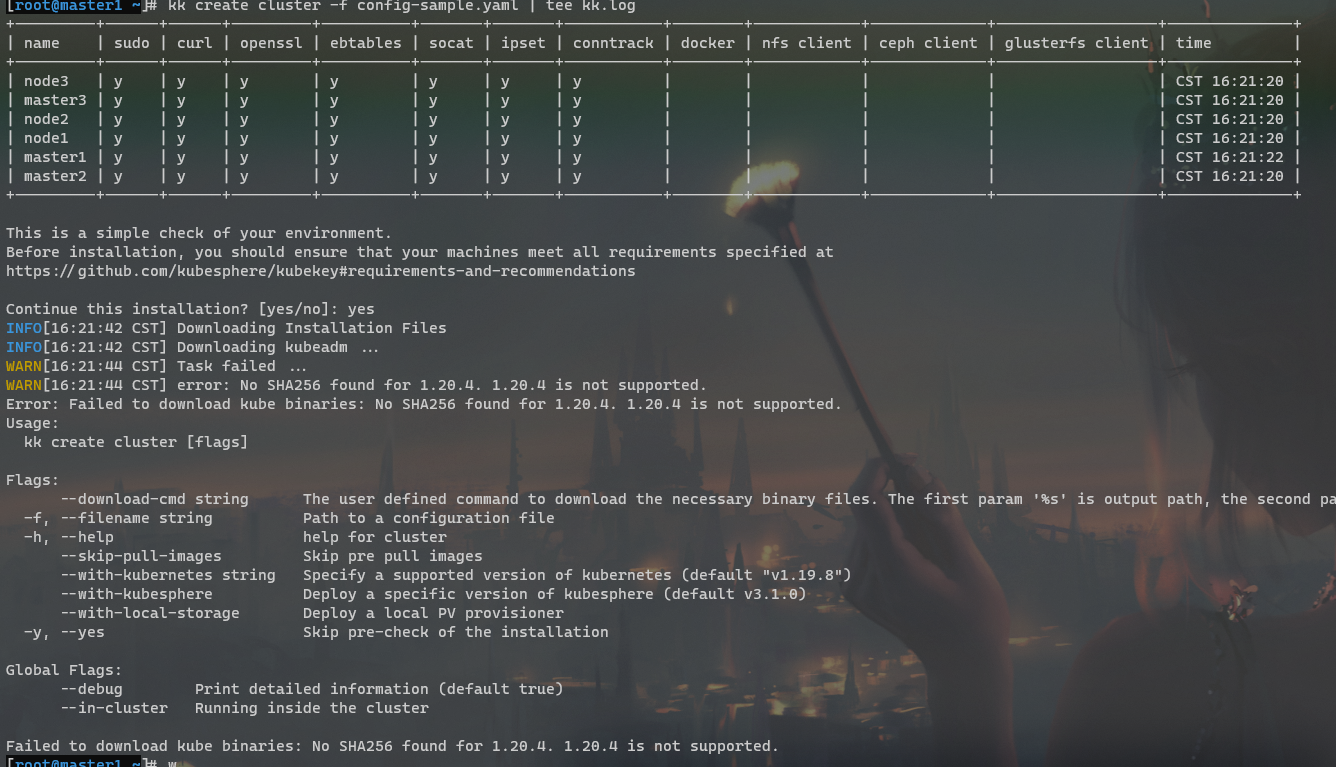 [root@master1 ~]# kk create cluster -f config-sample.yaml | tee kk.log
| name | sudo | curl | openssl | ebtables | socat | ipset | conntrack | docker | nfs client | ceph client | glusterfs client | time |
| node3 | y | y | y | y | y | y | y | | | | | CST 16:21:20 |
| master3 | y | y | y | y | y | y | y | | | | | CST 16:21:20 |
| node2 | y | y | y | y | y | y | y | | | | | CST 16:21:20 |
| node1 | y | y | y | y | y | y | y | | | | | CST 16:21:20 |
| master1 | y | y | y | y | y | y | y | | | | | CST 16:21:22 |
| master2 | y | y | y | y | y | y | y | | | | | CST 16:21:20 |
This is a simple check of your environment.
Before installation, you should ensure that your machines meet all requirements specified at
https://github.com/kubesphere/kubekey#requirements-and-recommendations
Continue this installation? [yes/no]: yes
INFO[16:21:42 CST] Downloading Installation Files
INFO[16:21:42 CST] Downloading kubeadm ...
WARN[16:21:44 CST] Task failed ...
WARN[16:21:44 CST] error: No SHA256 found for 1.20.4. 1.20.4 is not supported.
Error: Failed to download kube binaries: No SHA256 found for 1.20.4. 1.20.4 is not supported.
Usage:
kk create cluster [flags]
Flags:
--download-cmd string The user defined command to download the necessary binary files. The first param '%s' is output path, the second pa
-f, --filename string Path to a configuration file
-h, --help help for cluster
--skip-pull-images Skip pre pull images
--with-kubernetes string Specify a supported version of kubernetes (default "v1.19.8")
--with-kubesphere Deploy a specific version of kubesphere (default v3.1.0)
--with-local-storage Deploy a local PV provisioner
-y, --yes Skip pre-check of the installation
Global Flags:
--debug Print detailed information (default true)
--in-cluster Running inside the cluster
Failed to download kube binaries: No SHA256 found for 1.20.4. 1.20.4 is not supported.
[root@master1 ~]# w